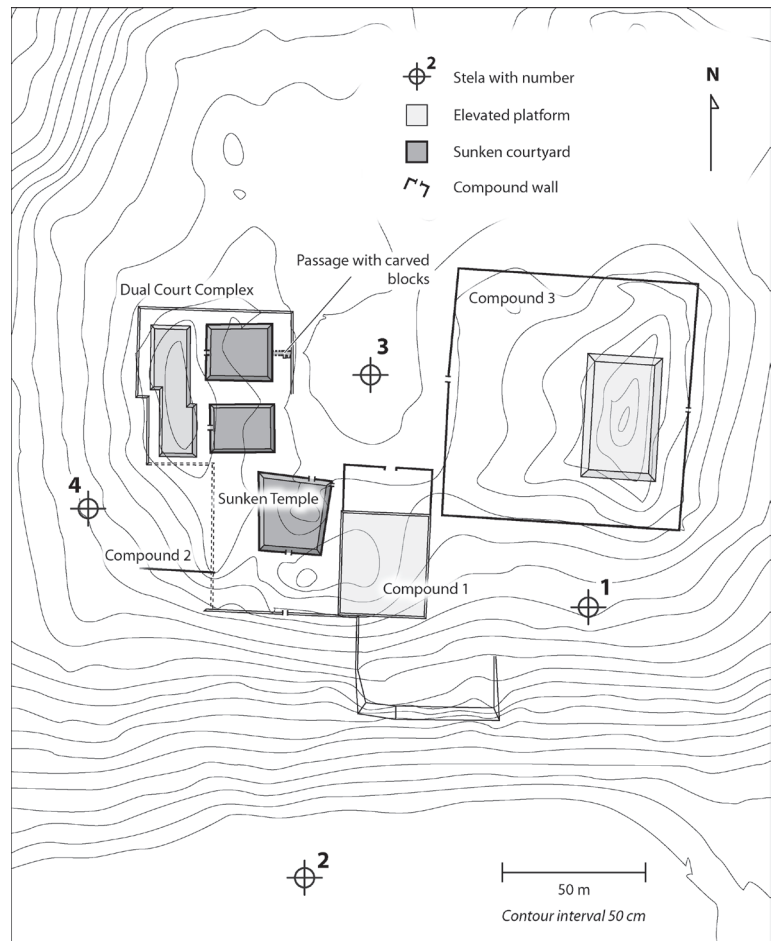 2
Stela with number
N
Elevated platform
Sunken courtyard
Compound wall
Passage with carved
blocks
Dual Court Complex
Compound 3
3
4
Sunken Temple
Compound 2
Compound 1
1
2
50 m
Contour interval 50 cm